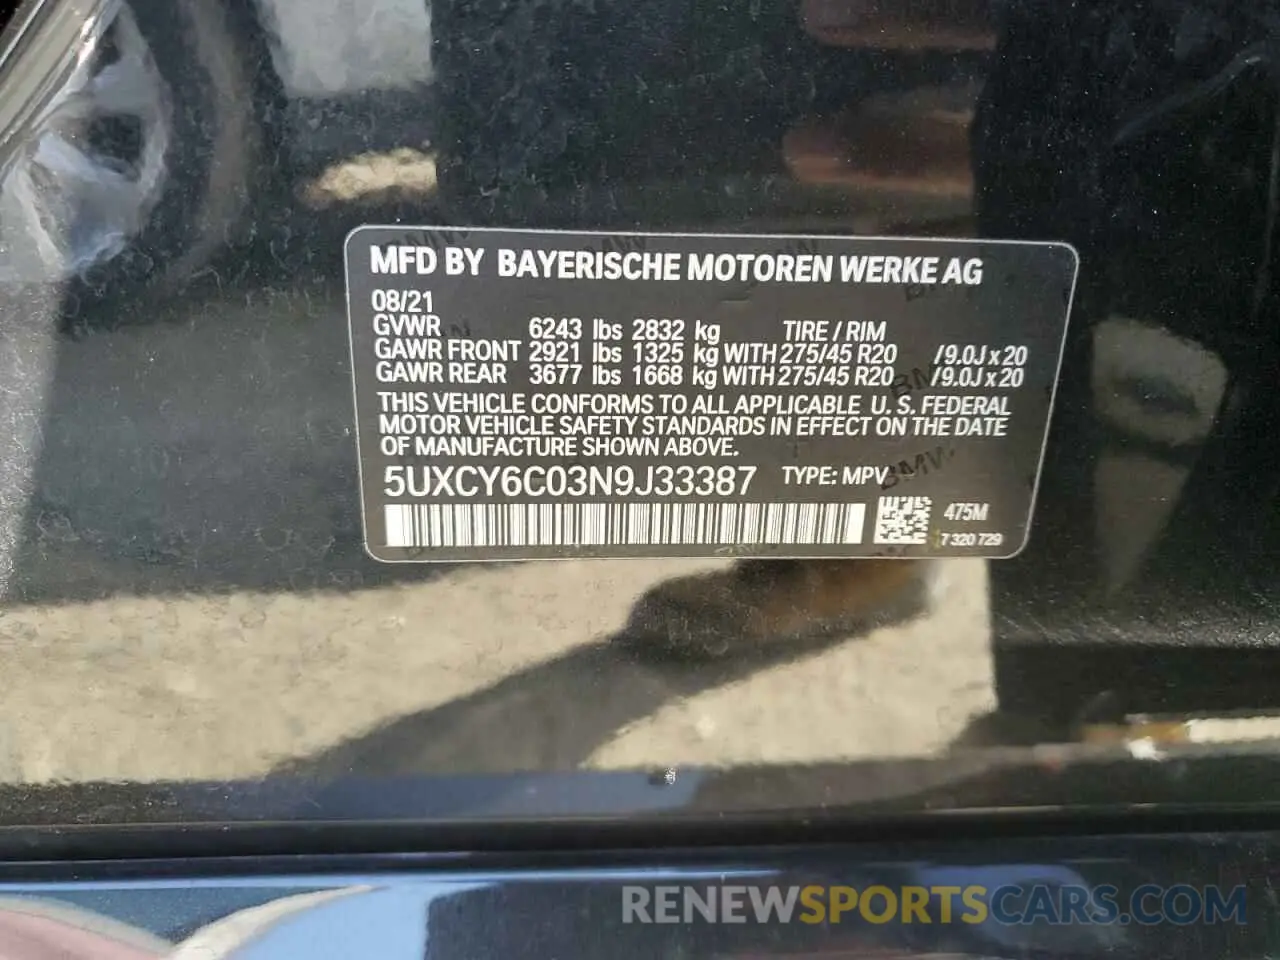 MFD BY BAYERISCHE MOTOREN WERKE AG
08/21
GVWR 6243 lbs 2832 kg TIRE / RIM
GAWR FRONT 2921 lbs 1325 kg WITH 275/45 R20 /9.0J x 20
GAWR REAR 3677 lbs 1668 kg WITH 275/45 R20 /9.0J x 20
THIS VEHICLE CONFORMS TO ALL APPLICABLE U. S. FEDERAL
MOTOR VEHICLE SAFETY STANDARDS IN EFFECT ON THE DATE
OF MANUFACTURE SHOWN ABOVE.
5UXCY6C03N9J33387 TYPE: MPV
475M
7 320 729
RENEWSPORTSCARS.COM